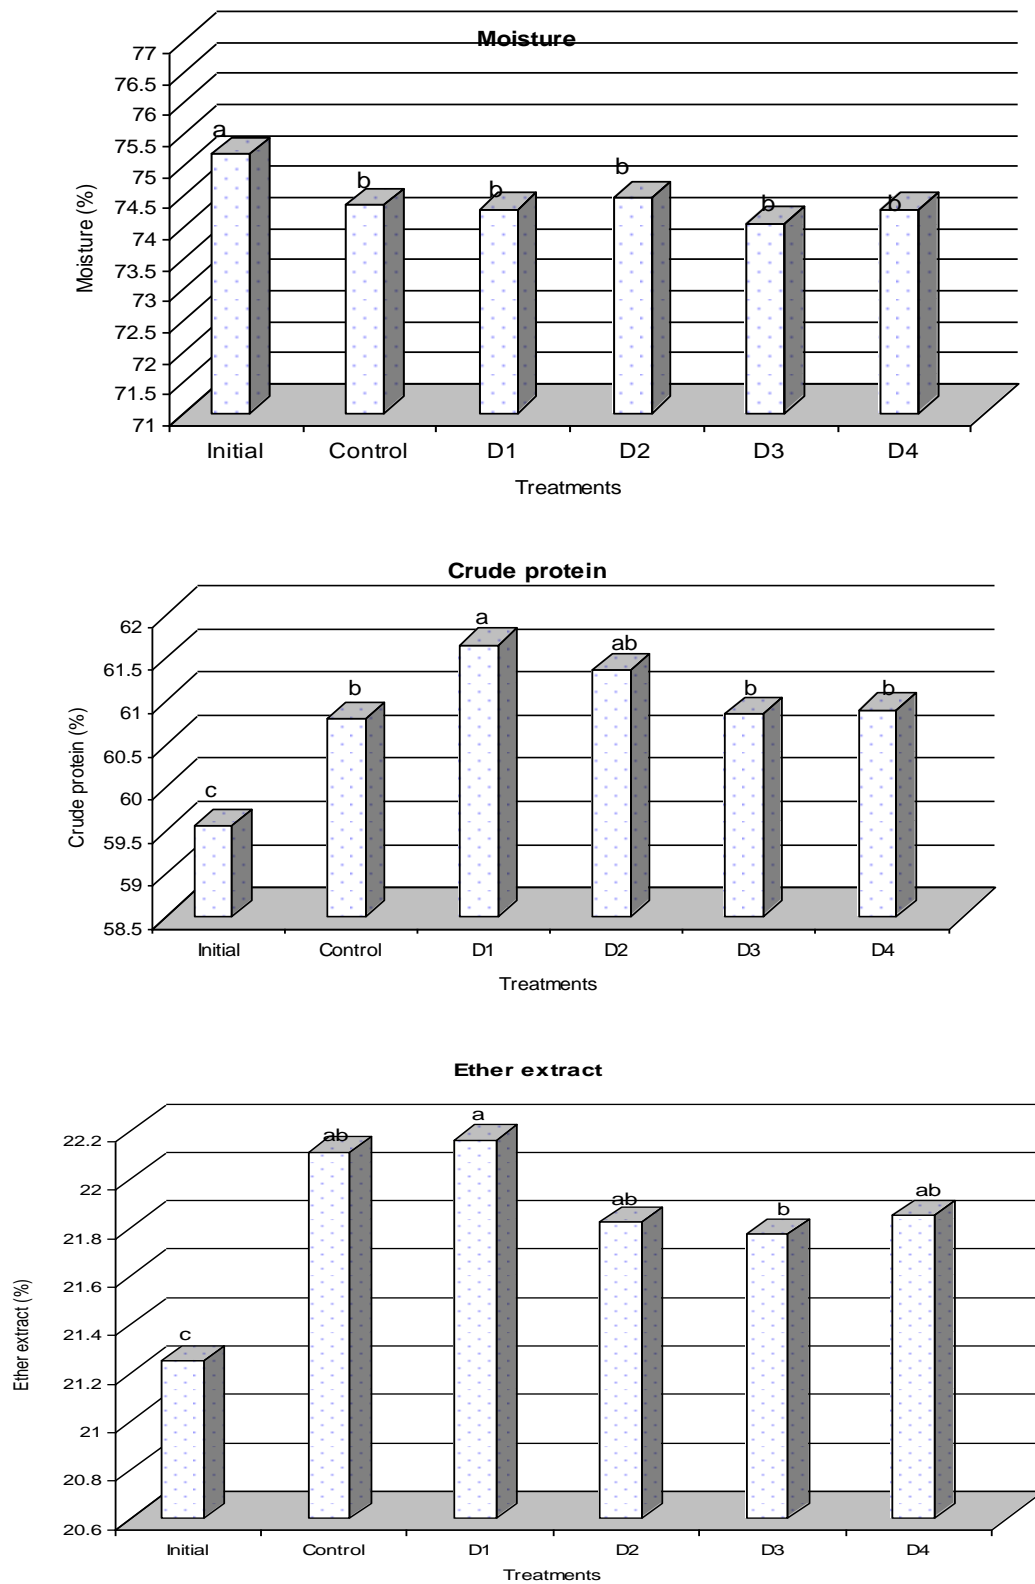 Moisture
77
76.5
76
75.5
75
74.5
74
73.5
73
72.5
72
71.5
71
Moisture (%)
a
b
b
b
b
b
Initial Control D1 D2 D3 D4
Treatments
Crude protein
62
61.5
61
60.5
60
59.5
59
58.5
Crude protein (%)
c
b
a
ab
b
b
Initial Control D1 D2 D3 D4
Treatments
Ether extract
22.2
22
21.8
21.6
21.4
21.2
21
20.8
20.6
Ether extract (%)
c
ab
a
ab
b
ab
Initial Control D1 D2 D3 D4
Treatments